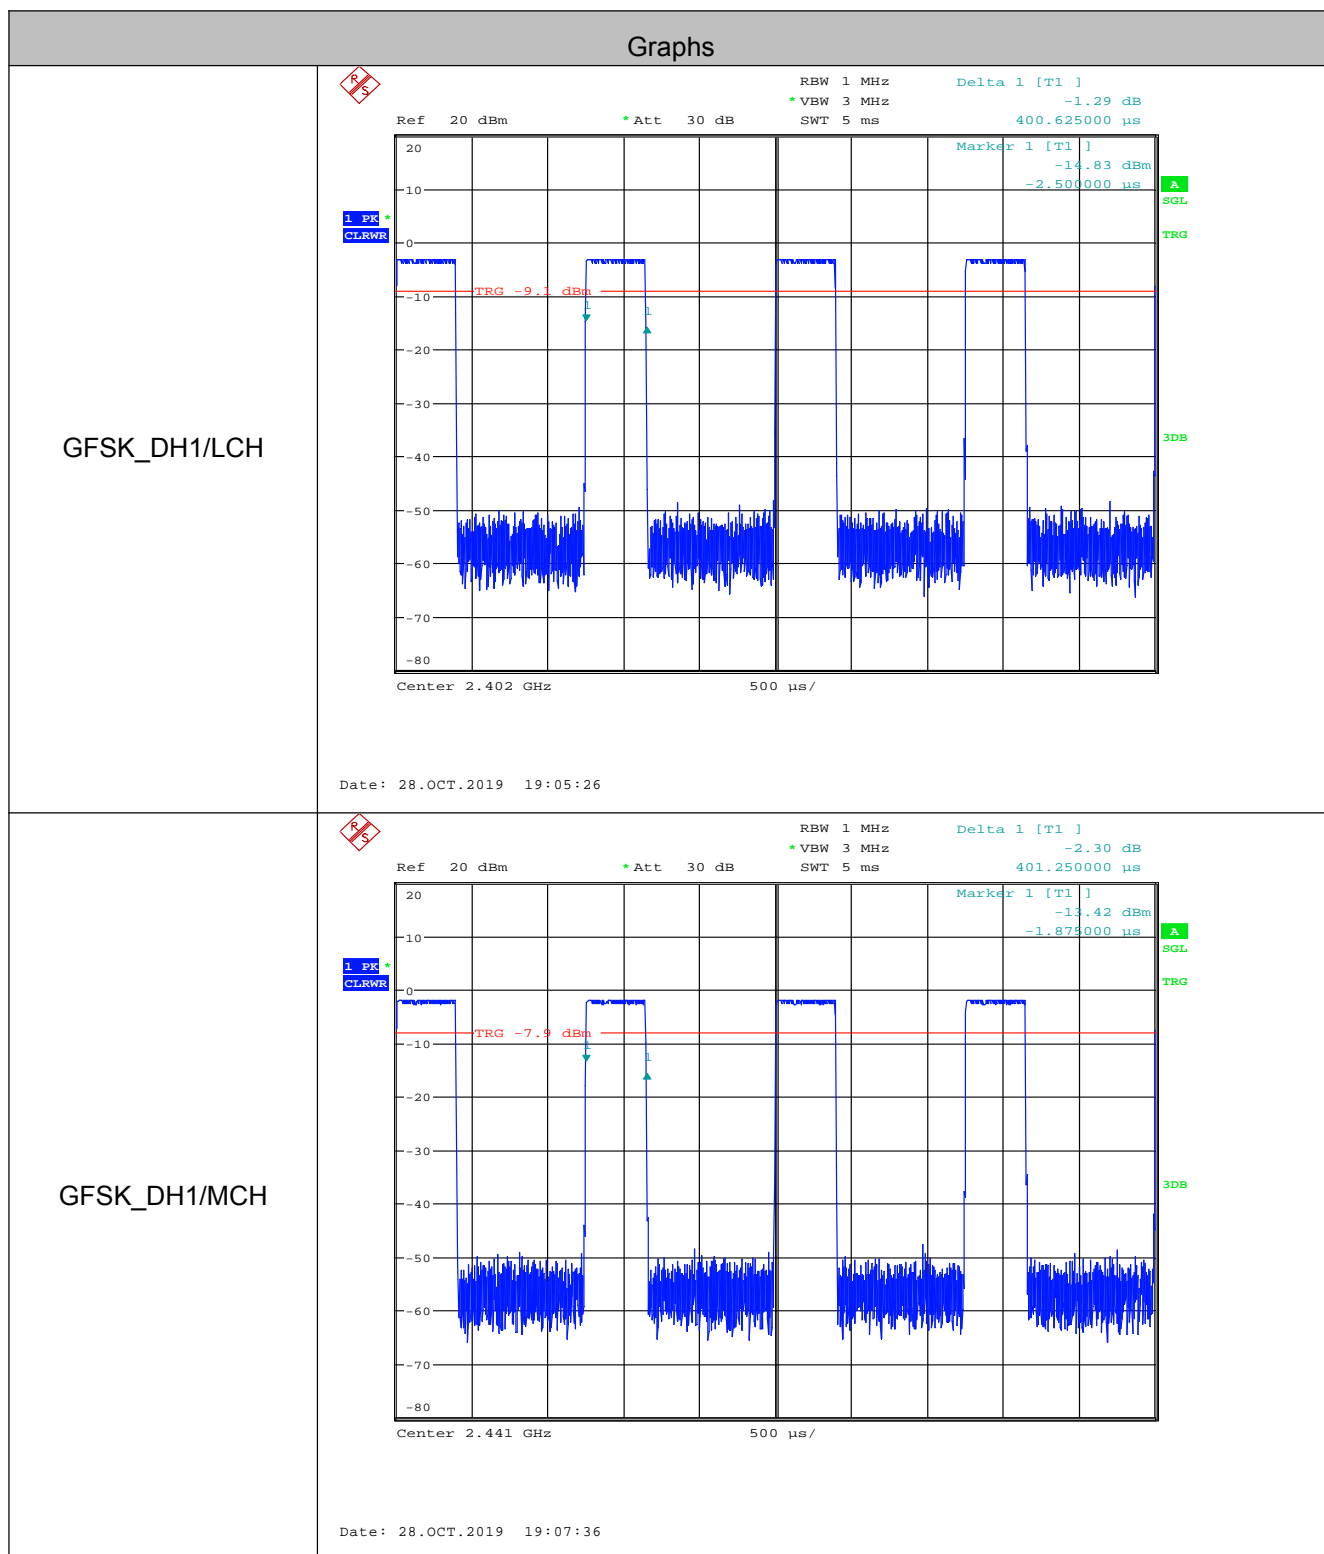 Graphs
GFSK_DH1/LCH
R S
RBW 1 MHz Delta 1 [T1 ]
* VBW 3 MHz -1.29 dB
Ref 20 dBm * Att 30 dB SWT 5 ms 400.625000 µs
20 Marker 1 [T1 ]
-14.83 dBm
10 -2.500000 µs A
SGL
1 PK *
CLRWR TRG
0
TRG -9.1 dBm
-10
1 1
-20
-30
3DB
-40
-50
-60
-70
-80
Center 2.402 GHz 500 µs/
Date: 28.OCT.2019 19:05:26
GFSK_DH1/MCH
R S
RBW 1 MHz Delta 1 [T1 ]
* VBW 3 MHz -2.30 dB
Ref 20 dBm * Att 30 dB SWT 5 ms 401.250000 µs
20 Marker 1 [T1 ]
-13.42 dBm
10 -1.875000 µs A
SGL
1 PK *
CLRWR TRG
0
TRG -7.9 dBm
-10
1 1
-20
-30
3DB
-40
-50
-60
-70
-80
Center 2.441 GHz 500 µs/
Date: 28.OCT.2019 19:07:36